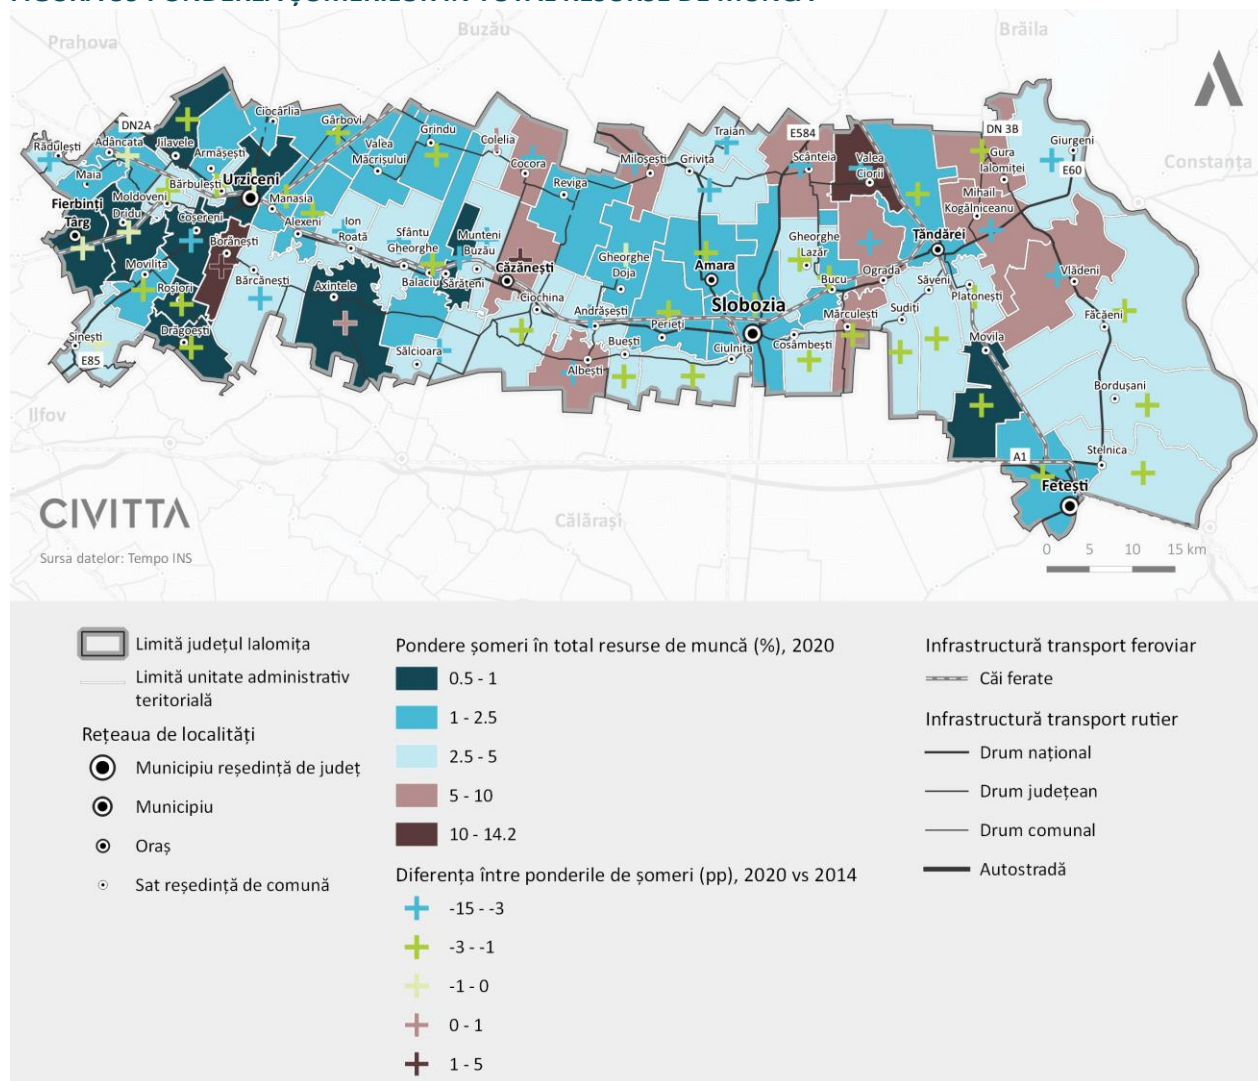 Prahova
Buzău
Brăila
DN2A
Ciocârlia
Gârbovi
Rădulești
Adâncata
Jilavele
Armășești
Valea
Măcrișului
Grindu
Colelia
Traian
E584
DN 3B
Giurgeni
Constanța
Maia
Bărbulești
Urziceni
Cocora
Miloșești
Grivița
Scânteia
Valea
Ciorii
Gura
Ialomiței
E60
Fierbinți
Târg
Moldoveni
Dridu
Coșereni
Manasia
Reviga
Mihail
Kogălniceanu
Alexeni
Ion
Roată
Sfântu
Gheorghe
Munteni
Buzău
Borănești
Gheorghe
Lazăr
Țăndărei
Movilița
Bărcănești
Axintele
Balaciu
Sărățeni
Căzănești
Gheorghe
Doja
Amara
Bucu
Ograda
Vlădeni
Roșiori
Ciochina
Slobozia
Săveni
Platonești
Andrășești
Perieți
Mărculești
Sudiți
Făcăeni
Sinești
Drăgoești
Sălcioara
Buești
Ciulnița
Cosâmbești
Movila
E85
Albești
Bordușani
Ilfov
A1
Stelnica
Fetești
CIVITTA
Călărași
Sursa datelor: Tempo INS
0 5 10 15 km
Limită județul Ialomița
Limită unitate administrativ
teritorială
Rețeaua de localități
Municipiu reședință de județ
Municipiu
Oraș
Sat reședință de comună
Pondere șomeri în total resurse de muncă (%), 2020
0.5 - 1
1 - 2.5
2.5 - 5
5 - 10
10 - 14.2
Diferența între ponderile de șomeri (pp), 2020 vs 2014
-15 - -3
-3 - -1
-1 - 0
0 - 1
1 - 5
Infrastructură transport feroviar
Căi ferate
Infrastructură transport rutier
Drum național
Drum județean
Drum comunal
Autostradă